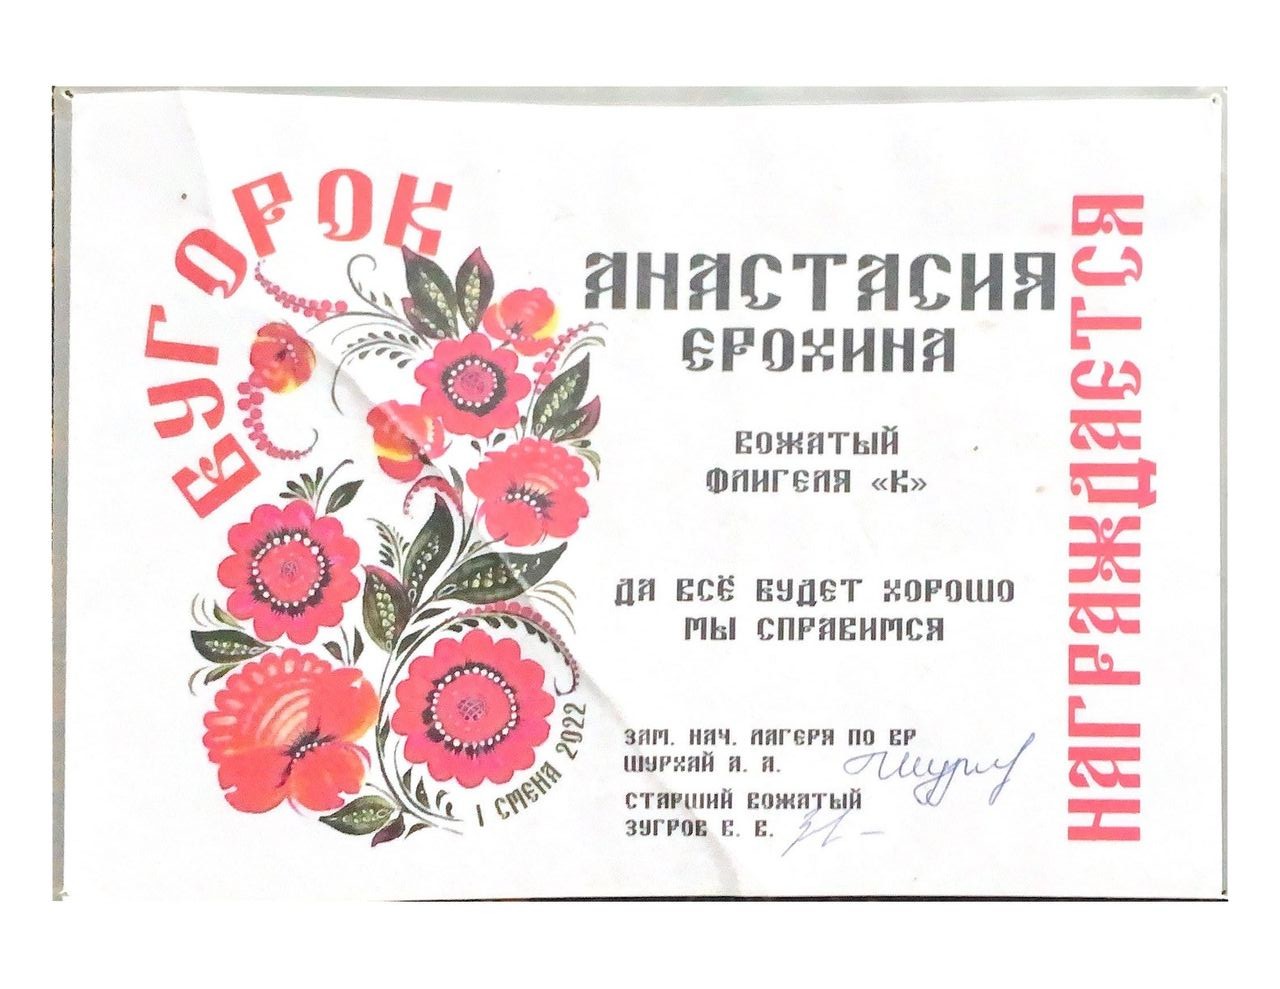 БУГОРОК
НАГРАЖДАЕТСЯ
АНАСТАСИЯ
ЕРОХИНА
ВОЖАТЫЙ
ФЛИГЕЛЯ «К»
ДА ВСЁ БУДЕТ ХОРОШО
МЫ СПРАВИМСЯ
ЗАМ. НАЧ. ЛАГЕРЯ ПО ВР
ШУРХАЙ А. А.
СТАРШИЙ ВОЖАТЫЙ
ЗУГРОВ Е. В.
I СМЕНА 2022